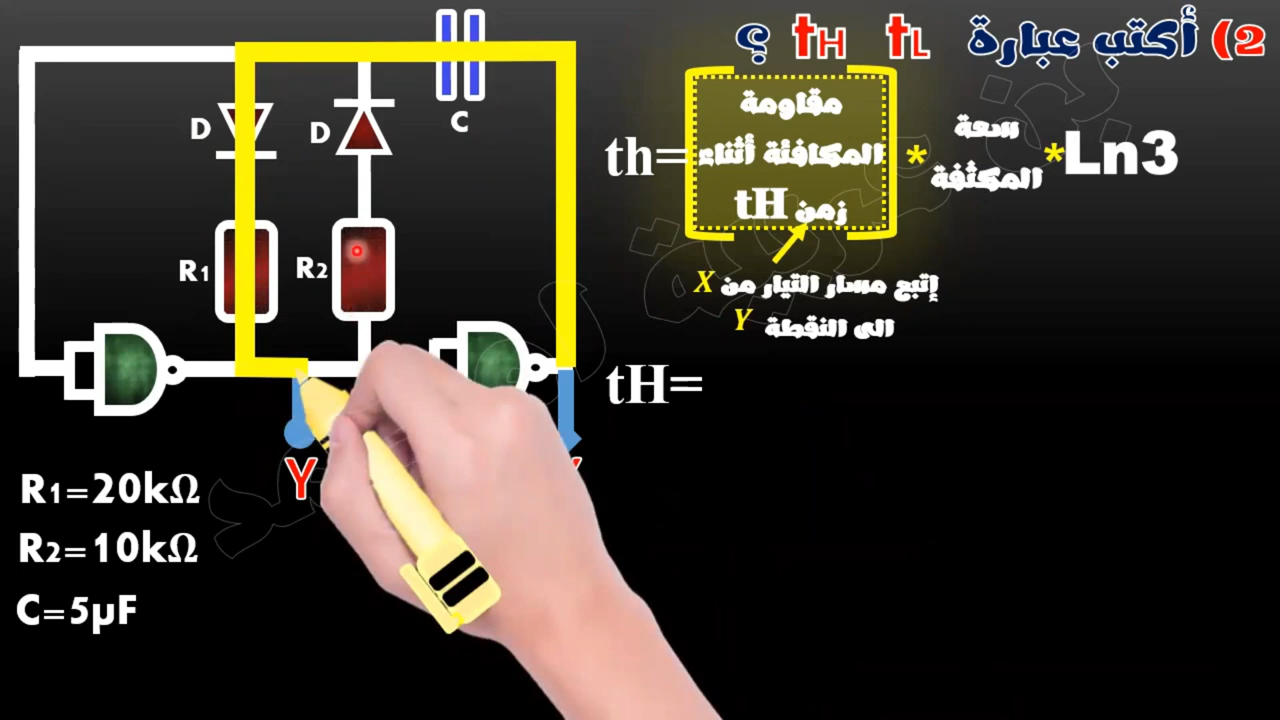 2) أكتب عبارة tL tH ؟
th= مقاومة المكافئة أثناء زمن tH * سعة المكثفة *Ln3
إتبع مسار التيار من X
الى النقطة Y
tH=
D
D
C
R1
R2
Y
R1=20kΩ
R2=10kΩ
C=5µF